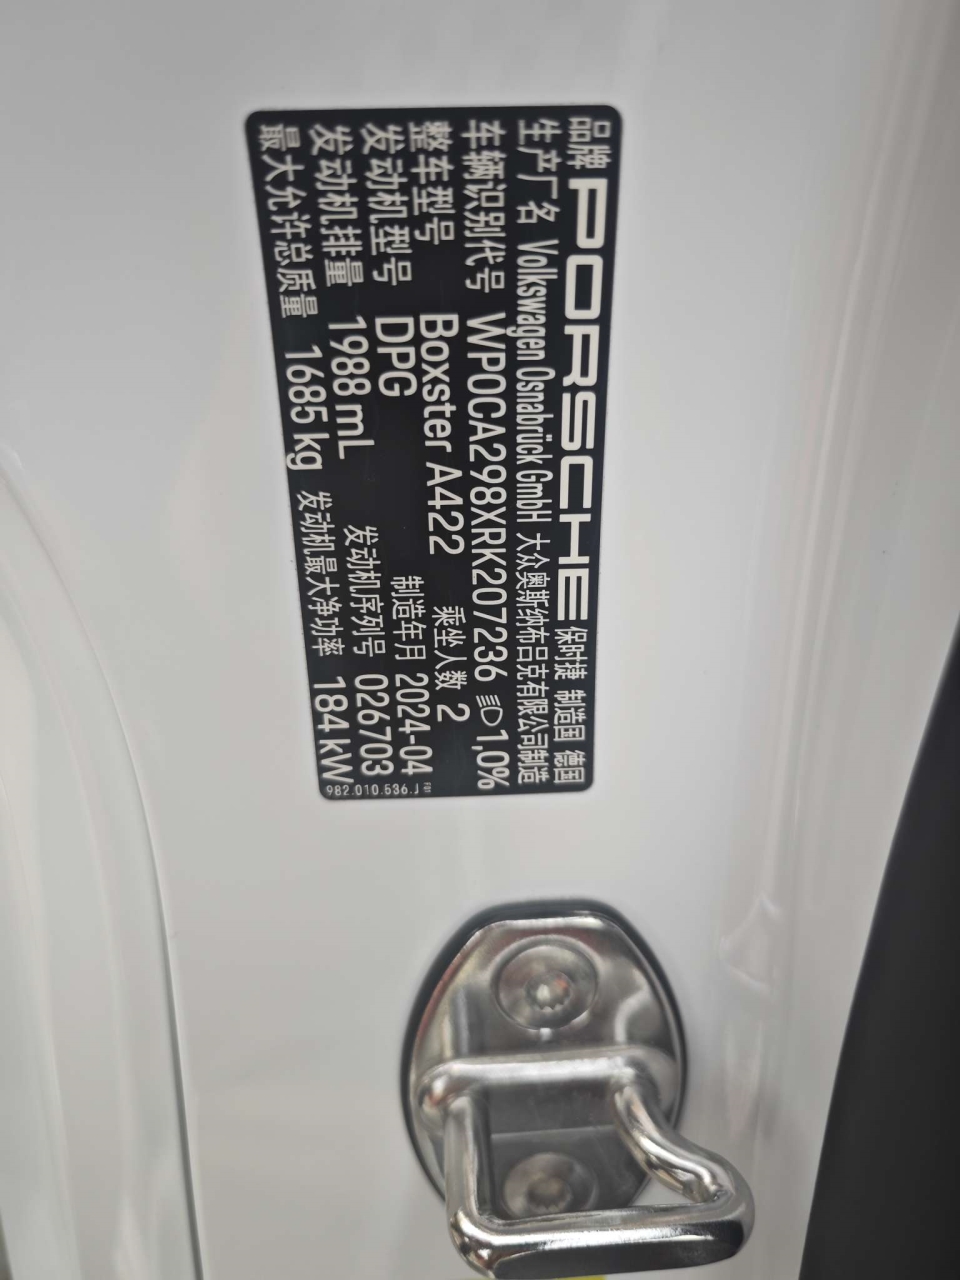 品牌 PORSCHE 保时捷 制造国 德国
生产厂名 Volkswagen Osnabrück GmbH 大众奥斯纳布吕克有限公司制造
车辆识别代号 WP0CA298XRK207236 1,0%
整车型号 Boxster A422 乘坐人数 2
发动机型号 DPG 制造年月 2024-04
发动机排量 1988 mL 发动机序列号 026703
最大允许总质量 1685 kg 发动机最大净功率 184 kW
982.010.536.J